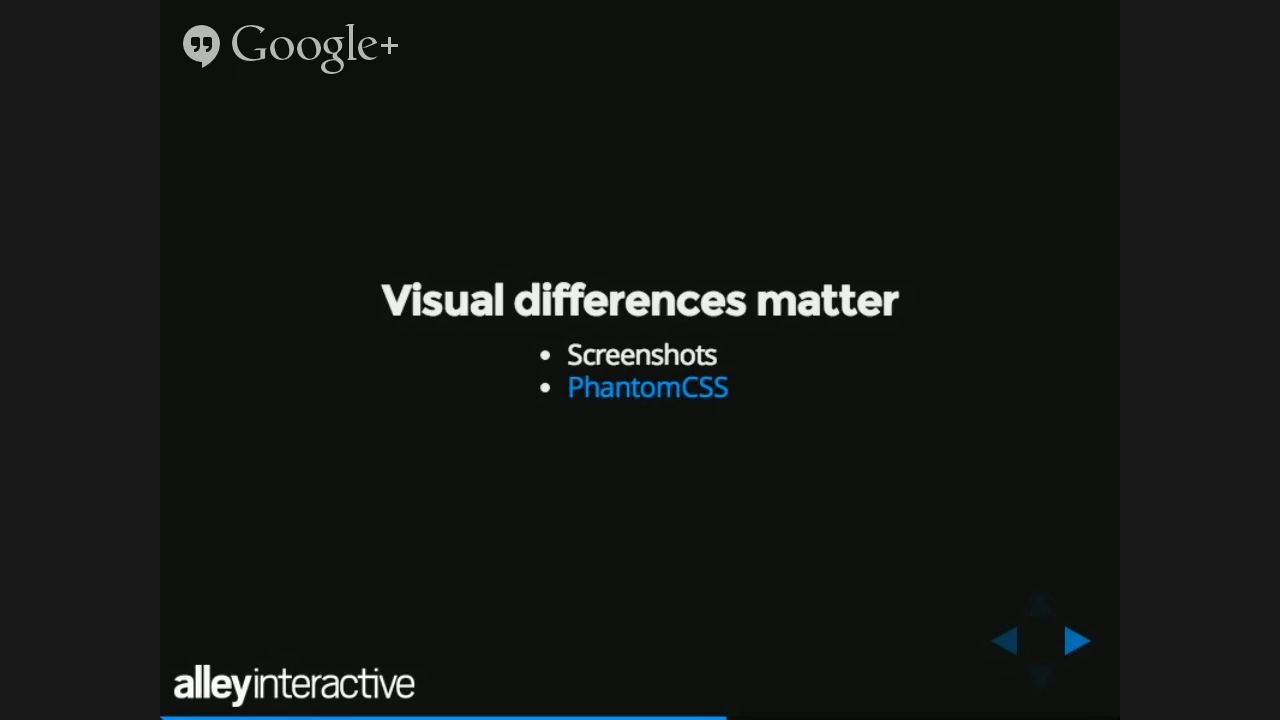 Google+
Visual differences matter
Screenshots
PhantomCSS
alleyinteractive